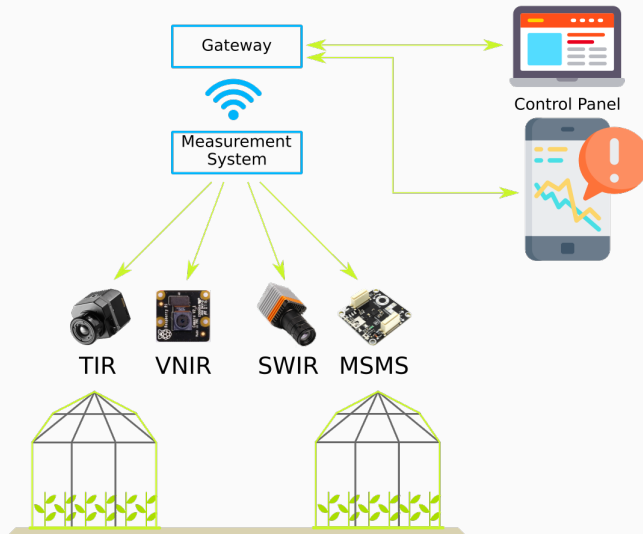 Gateway
Measurement
System
Control Panel
TIR
VNIR
SWIR
MSMS